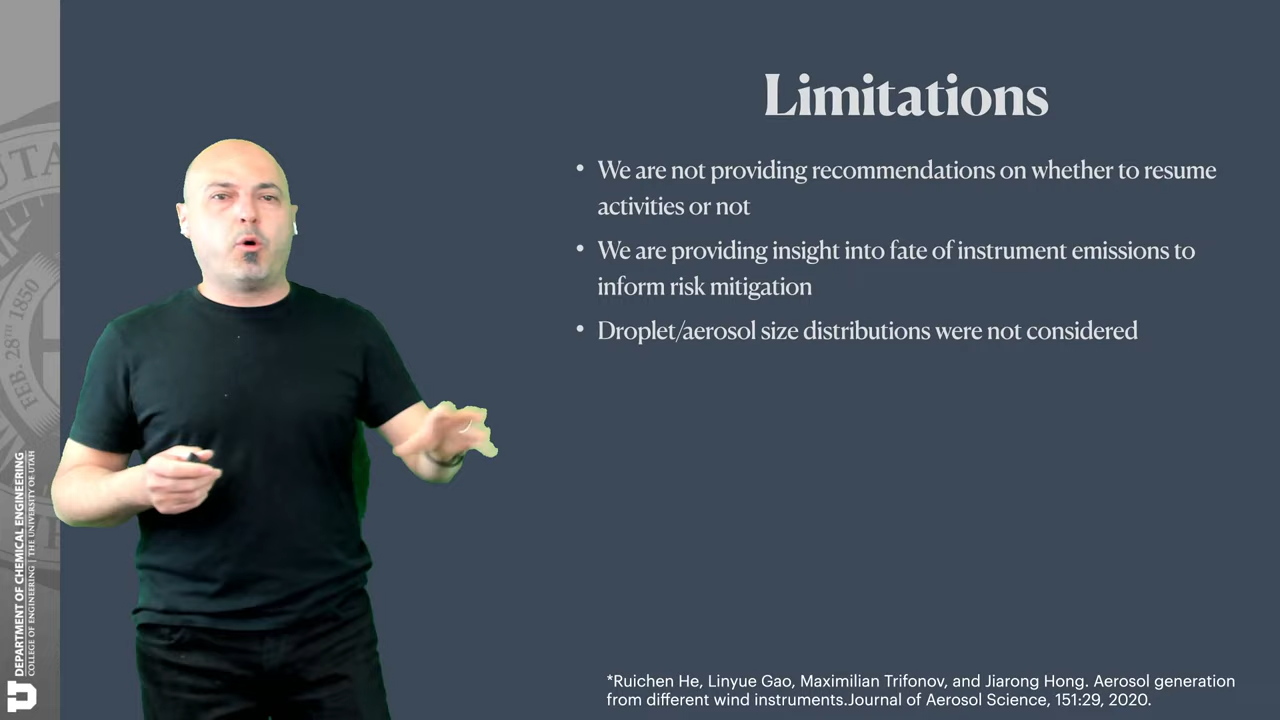 Limitations
• We are not providing recommendations on whether to resume
activities or not
• We are providing insight into fate of instrument emissions to
inform risk mitigation
• Droplet/aerosol size distributions were not considered
*Ruichen He, Linyue Gao, Maximilian Trifonov, and Jiarong Hong. Aerosol generation
from different wind instruments.Journal of Aerosol Science, 151:29, 2020.
UTA
FEB. 28TH 1850
DEPARTMENT OF CHEMICAL ENGINEERING
COLLEGE OF ENGINEERING | THE UNIVERSITY OF UTAH
U